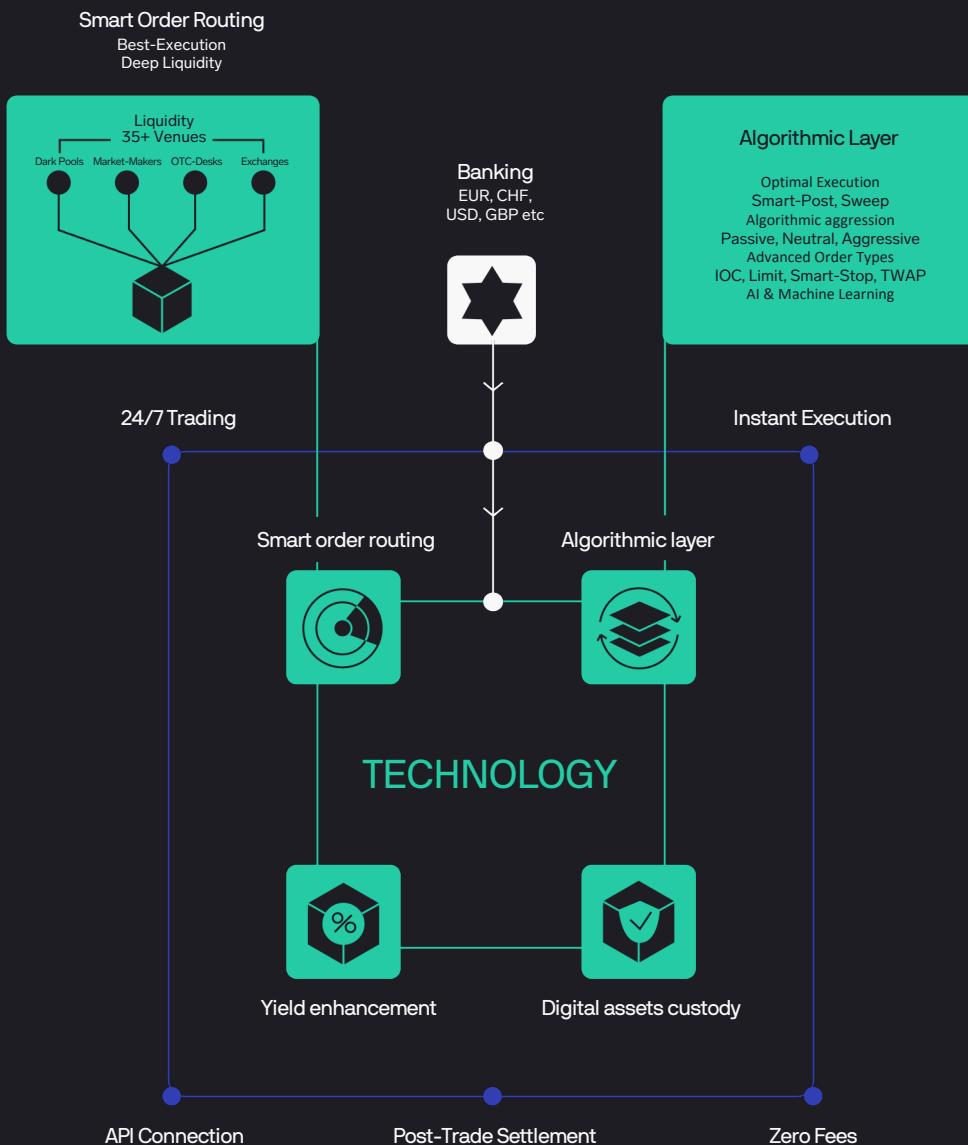 Smart Order Routing
Best-Execution
Deep Liquidity
Liquidity
35+ Venues
Dark Pools Market-Makers OTC-Desks Exchanges
Banking
EUR, CHF,
USD, GBP etc
Algorithmic Layer
Optimal Execution
Smart-Post, Sweep
Algorithmic aggression
Passive, Neutral, Aggressive
Advanced Order Types
IOC, Limit, Smart-Stop, TWAP
AI & Machine Learning
24/7 Trading
Instant Execution
Smart order routing
Algorithmic layer
TECHNOLOGY
%
Yield enhancement
Digital assets custody
API Connection
Post-Trade Settlement
Zero Fees